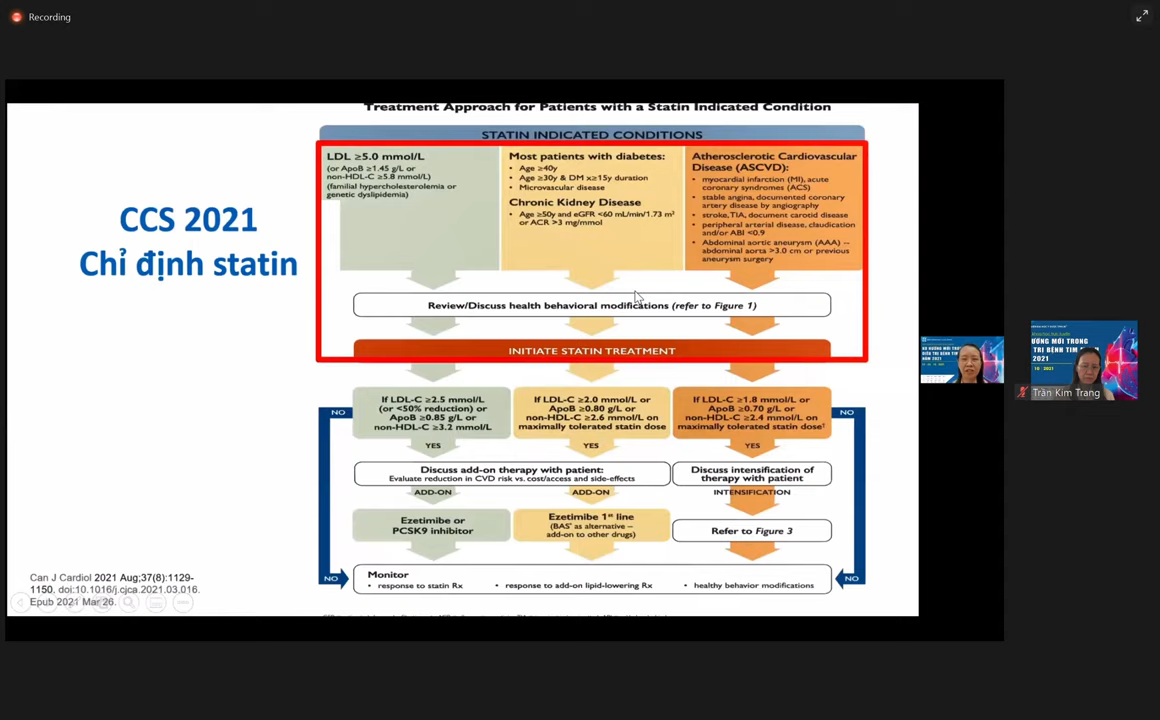 Recording
Treatment Approach for Patients with a Statin Indicated Condition
STATIN INDICATED CONDITIONS
LDL ≥5.0 mmol/L
(or ApoB ≥1.45 g/L or
non-HDL-C ≥5.8 mmol/L)
(familial hypercholesterolemia or
genetic dyslipidemia)
Most patients with diabetes:
• Age ≥40y
• Age ≥30y & DM x≥15y duration
• Microvascular disease
Chronic Kidney Disease
• Age ≥50y and eGFR <60 mL/min/1.73 m²
or ACR >3 mg/mmol
Atherosclerotic Cardiovascular
Disease (ASCVD):
• myocardial infarction (MI), acute
coronary syndromes (ACS)
• stable angina, documented coronary
artery disease by angiography
• stroke, TIA, document carotid disease
• peripheral arterial disease, claudication
and/or ABI <0.9
• Abdominal aortic aneurysm (AAA) --
abdominal aorta >3.0 cm or previous
aneurysm surgery
CCS 2021
Chỉ định statin
Review/Discuss health behavioral modifications (refer to Figure 1)
INITIATE STATIN TREATMENT
If LDL-C ≥2.5 mmol/L
(or <50% reduction) or
ApoB ≥0.85 g/L or
non-HDL-C ≥3.2 mmol/L
If LDL-C ≥2.0 mmol/L or
ApoB ≥0.80 g/L or
non-HDL-C ≥2.6 mmol/L on
maximally tolerated statin dose
If LDL-C ≥1.8 mmol/L or
ApoB ≥0.70 g/L or
non-HDL-C ≥2.4 mmol/L on
maximally tolerated statin dose¹
NO
NO
YES
YES
YES
Discuss add-on therapy with patient:
Evaluate reduction in CVD risk vs. cost/access and side-effects
Discuss intensification of
therapy with patient
ADD-ON
ADD-ON
INTENSIFICATION
Ezetimibe or
PCSK9 inhibitor
Ezetimibe 1st line
(BAS* as alternative –
add-on to other drugs)
Refer to Figure 3
NO
NO
Monitor
• response to statin Rx
• response to add-on lipid-lowering Rx
• healthy behavior modifications
Can J Cardiol 2021 Aug;37(8):1129-
1150. doi:10.1016/j.cjca.2021.03.016.
Epub 2021 Mar 26.
ƯỚNG MỚI TRONG
TRỊ BỆNH TIM
2021
Trần Kim Trang